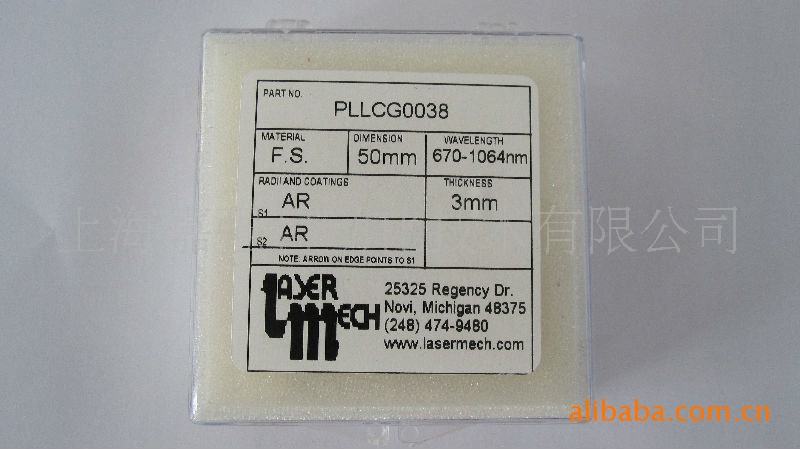 PART NO.
PLLCG0038
MATERIAL DIMENSION WAVELENGTH
F.S. 50mm 670-1064nm
RADII AND COATINGS THICKNESS
S1 AR 3mm
S2 AR
NOTE: ARROW ON EDGE POINTS TO S1
LASER MECH
25325 Regency Dr.
Novi, Michigan 48375
(248) 474-9480
www.lasermech.com
上海 有限公司
alibaba.com.cn